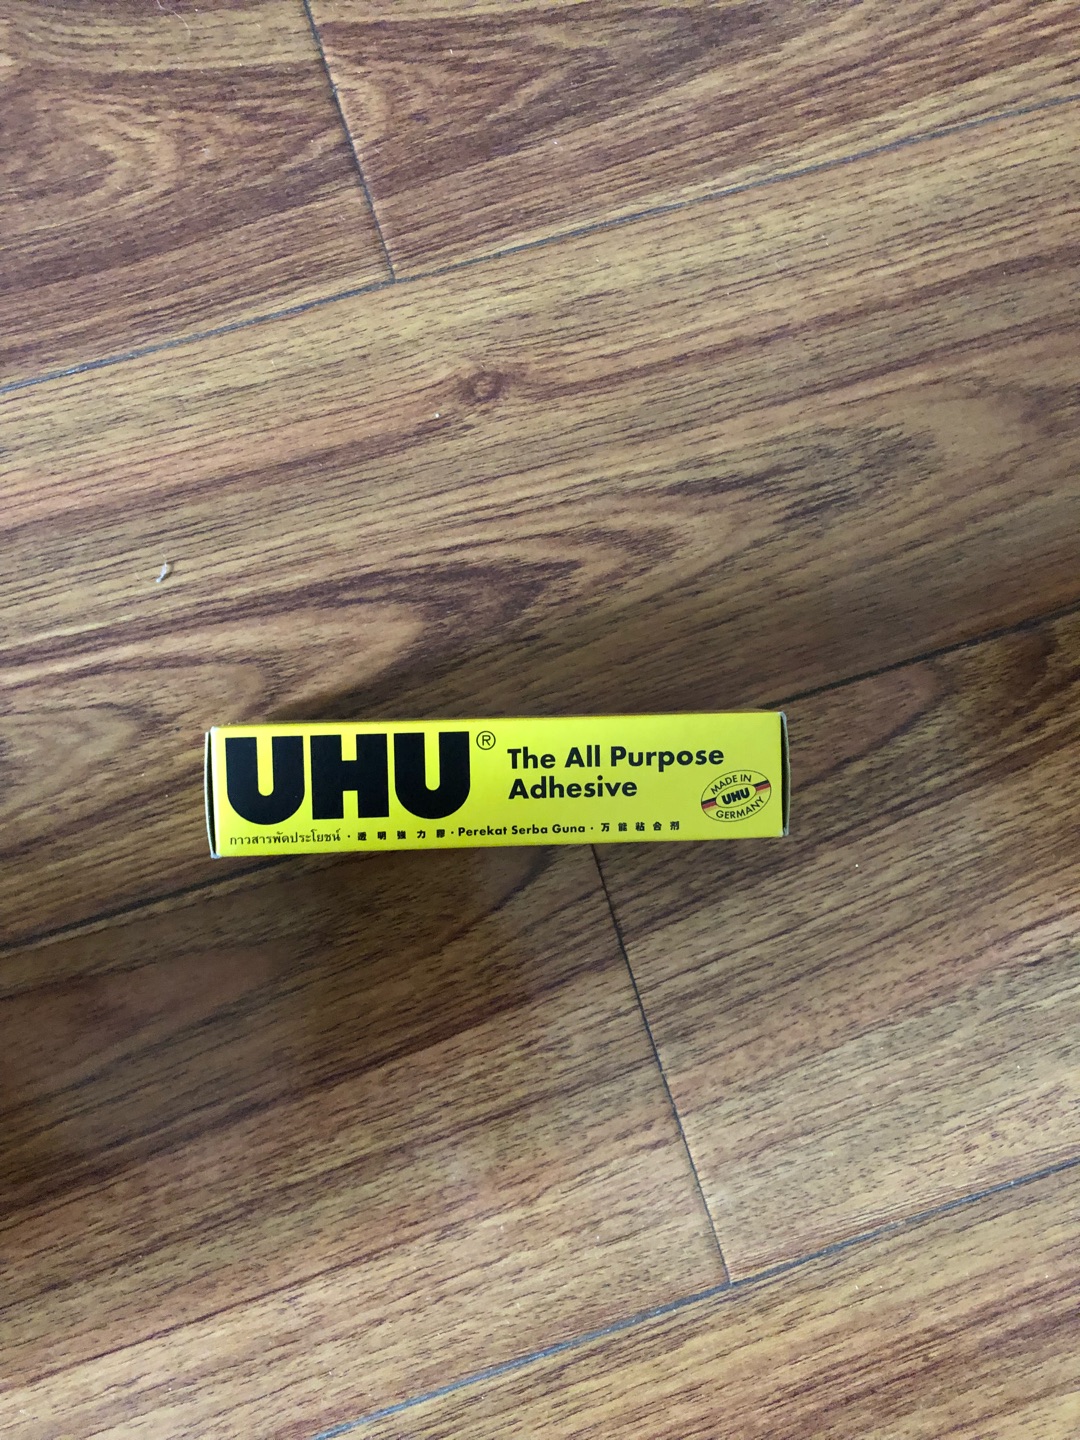 UHU®
The All Purpose
Adhesive
MADE IN
UHU
GERMANY
กาวสารพัดประโยชน์ · 透明強力膠 · Perekat Serba Guna · 万能粘合剂